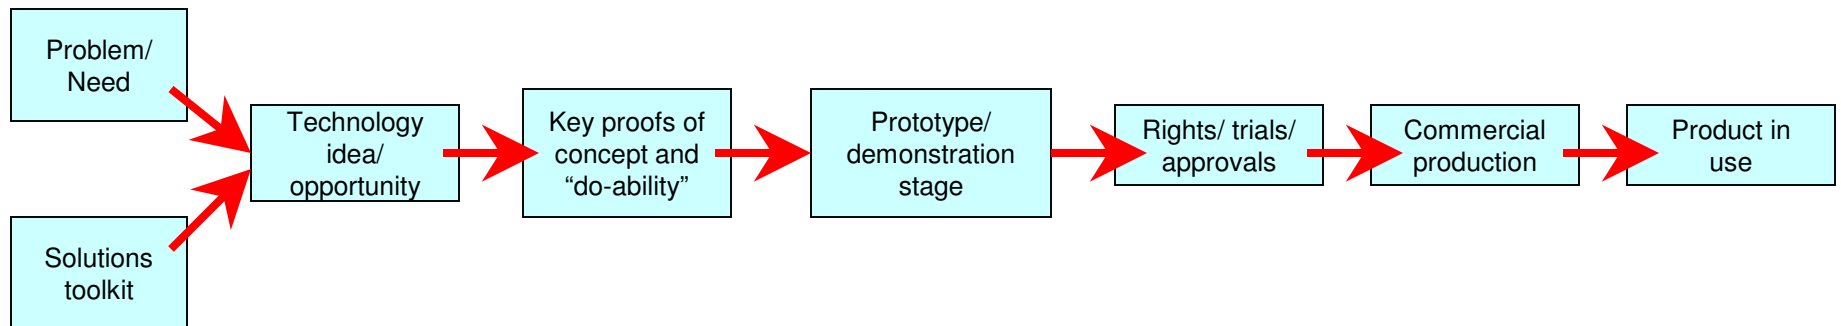 Problem/
Need
Solutions
toolkit
Technology
idea/
opportunity
Key proofs of
concept and
“do-ability”
Prototype/
demonstration
stage
Rights/ trials/
approvals
Commercial
production
Product in
use